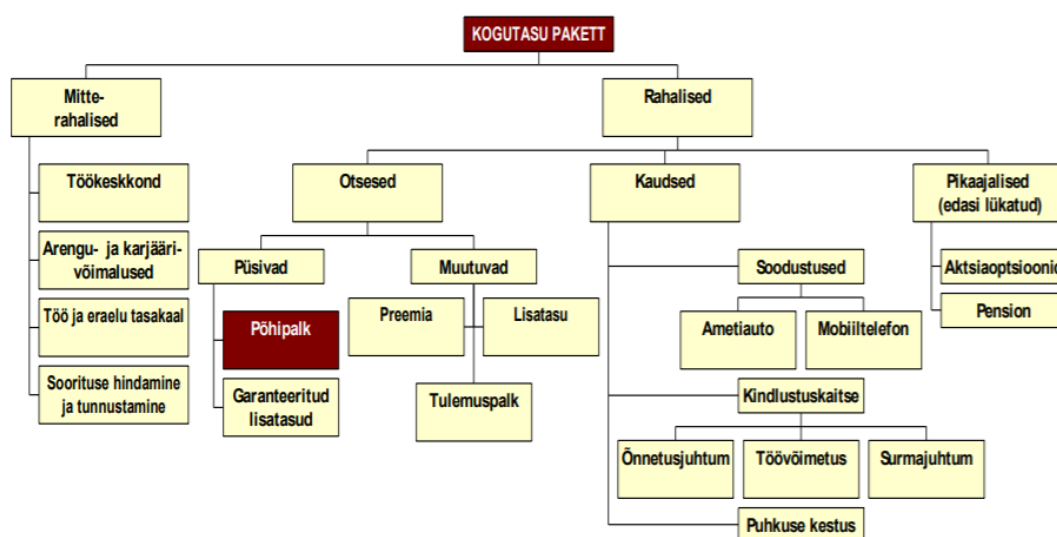 KOGUTASU PAKETT
Mitte-
rahalised
Rahalised
Töökeskkond
Arengu- ja karjääri-
võimalused
Töö ja eraelu tasakaal
Soorituse hindamine
ja tunnustamine
Otsesed
Kaudsed
Pikaajalised
(edasi lükatud)
Püsivad
Muutuvad
Põhipalk
Garanteeritud
lisatasud
Preemia
Lisatasu
Tulemuspalk
Soodustused
Ametiauto
Mobiiltelefon
Kindlustuskaitse
Õnnetusjuhtum
Töövõimetus
Surmajuhtum
Puhkuse kestus
Aktsiaoptsioonid
Pension